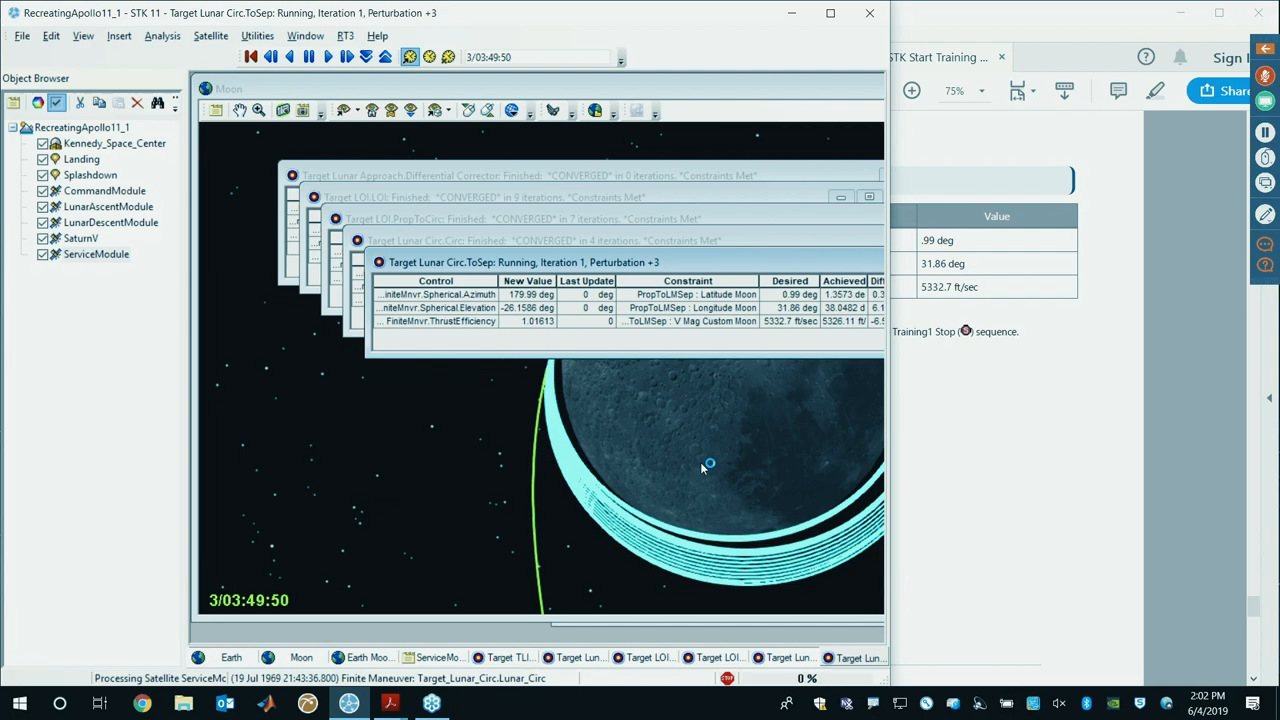 RecreatingApollo11_1 - STK 11 - Target Lunar Circ.ToSep: Running, Iteration 1, Perturbation +3
File Edit View Insert Analysis Satellite Utilities Window RT3 Help
3/03:49:50
STK Start Training ...
Sign I
75%
Share
Object Browser
RecreatingApollo11_1
Kennedy_Space_Center
Landing
Splashdown
CommandModule
LunarAscentModule
LunarDescentModule
SaturnV
ServiceModule
Moon
Target Lunar Approach.Differential Corrector: Finished: *CONVERGED* in 0 iterations. *Constraints Met*
Target LOI.LOI: Finished: *CONVERGED* in 9 iterations. *Constraints Met*
Target LOI.PropToCirc: Finished: *CONVERGED* in 7 iterations. *Constraints Met*
Target Lunar Circ.Circ: Finished: *CONVERGED* in 4 iterations. *Constraints Met*
Target Lunar Circ.ToSep: Running, Iteration 1, Perturbation +3
Control New Value Last Update Constraint Desired Achieved Dif
...initeMnvr.Spherical.Azimuth 179.99 deg 0 deg PropToLMSep : Latitude Moon 0.99 deg 1.3573 de 0.3
...niteMnvr.Spherical.Elevation -26.1586 deg 0 deg PropToLMSep : Longitude Moon 31.86 deg 38.0482 d 6.1
... FiniteMnvr.ThrustEfficiency 1.01613 0 ...ToLMSep : V Mag Custom Moon 5332.7 ft/sec 5326.11 ft/ -6.5
Value
.99 deg
31.86 deg
5332.7 ft/sec
Training1 Stop ( ) sequence.
3/03:49:50
Earth Moon Earth Moo... ServiceMo... Target TLI... Target Lun... Target LOI... Target LOI... Target Lun... Target Lun...
Processing Satellite ServiceMc (19 Jul 1969 21:43:36.800) Finite Maneuver: Target_Lunar_Circ.Lunar_Circ STOP 0 %
2:02 PM
6/4/2019